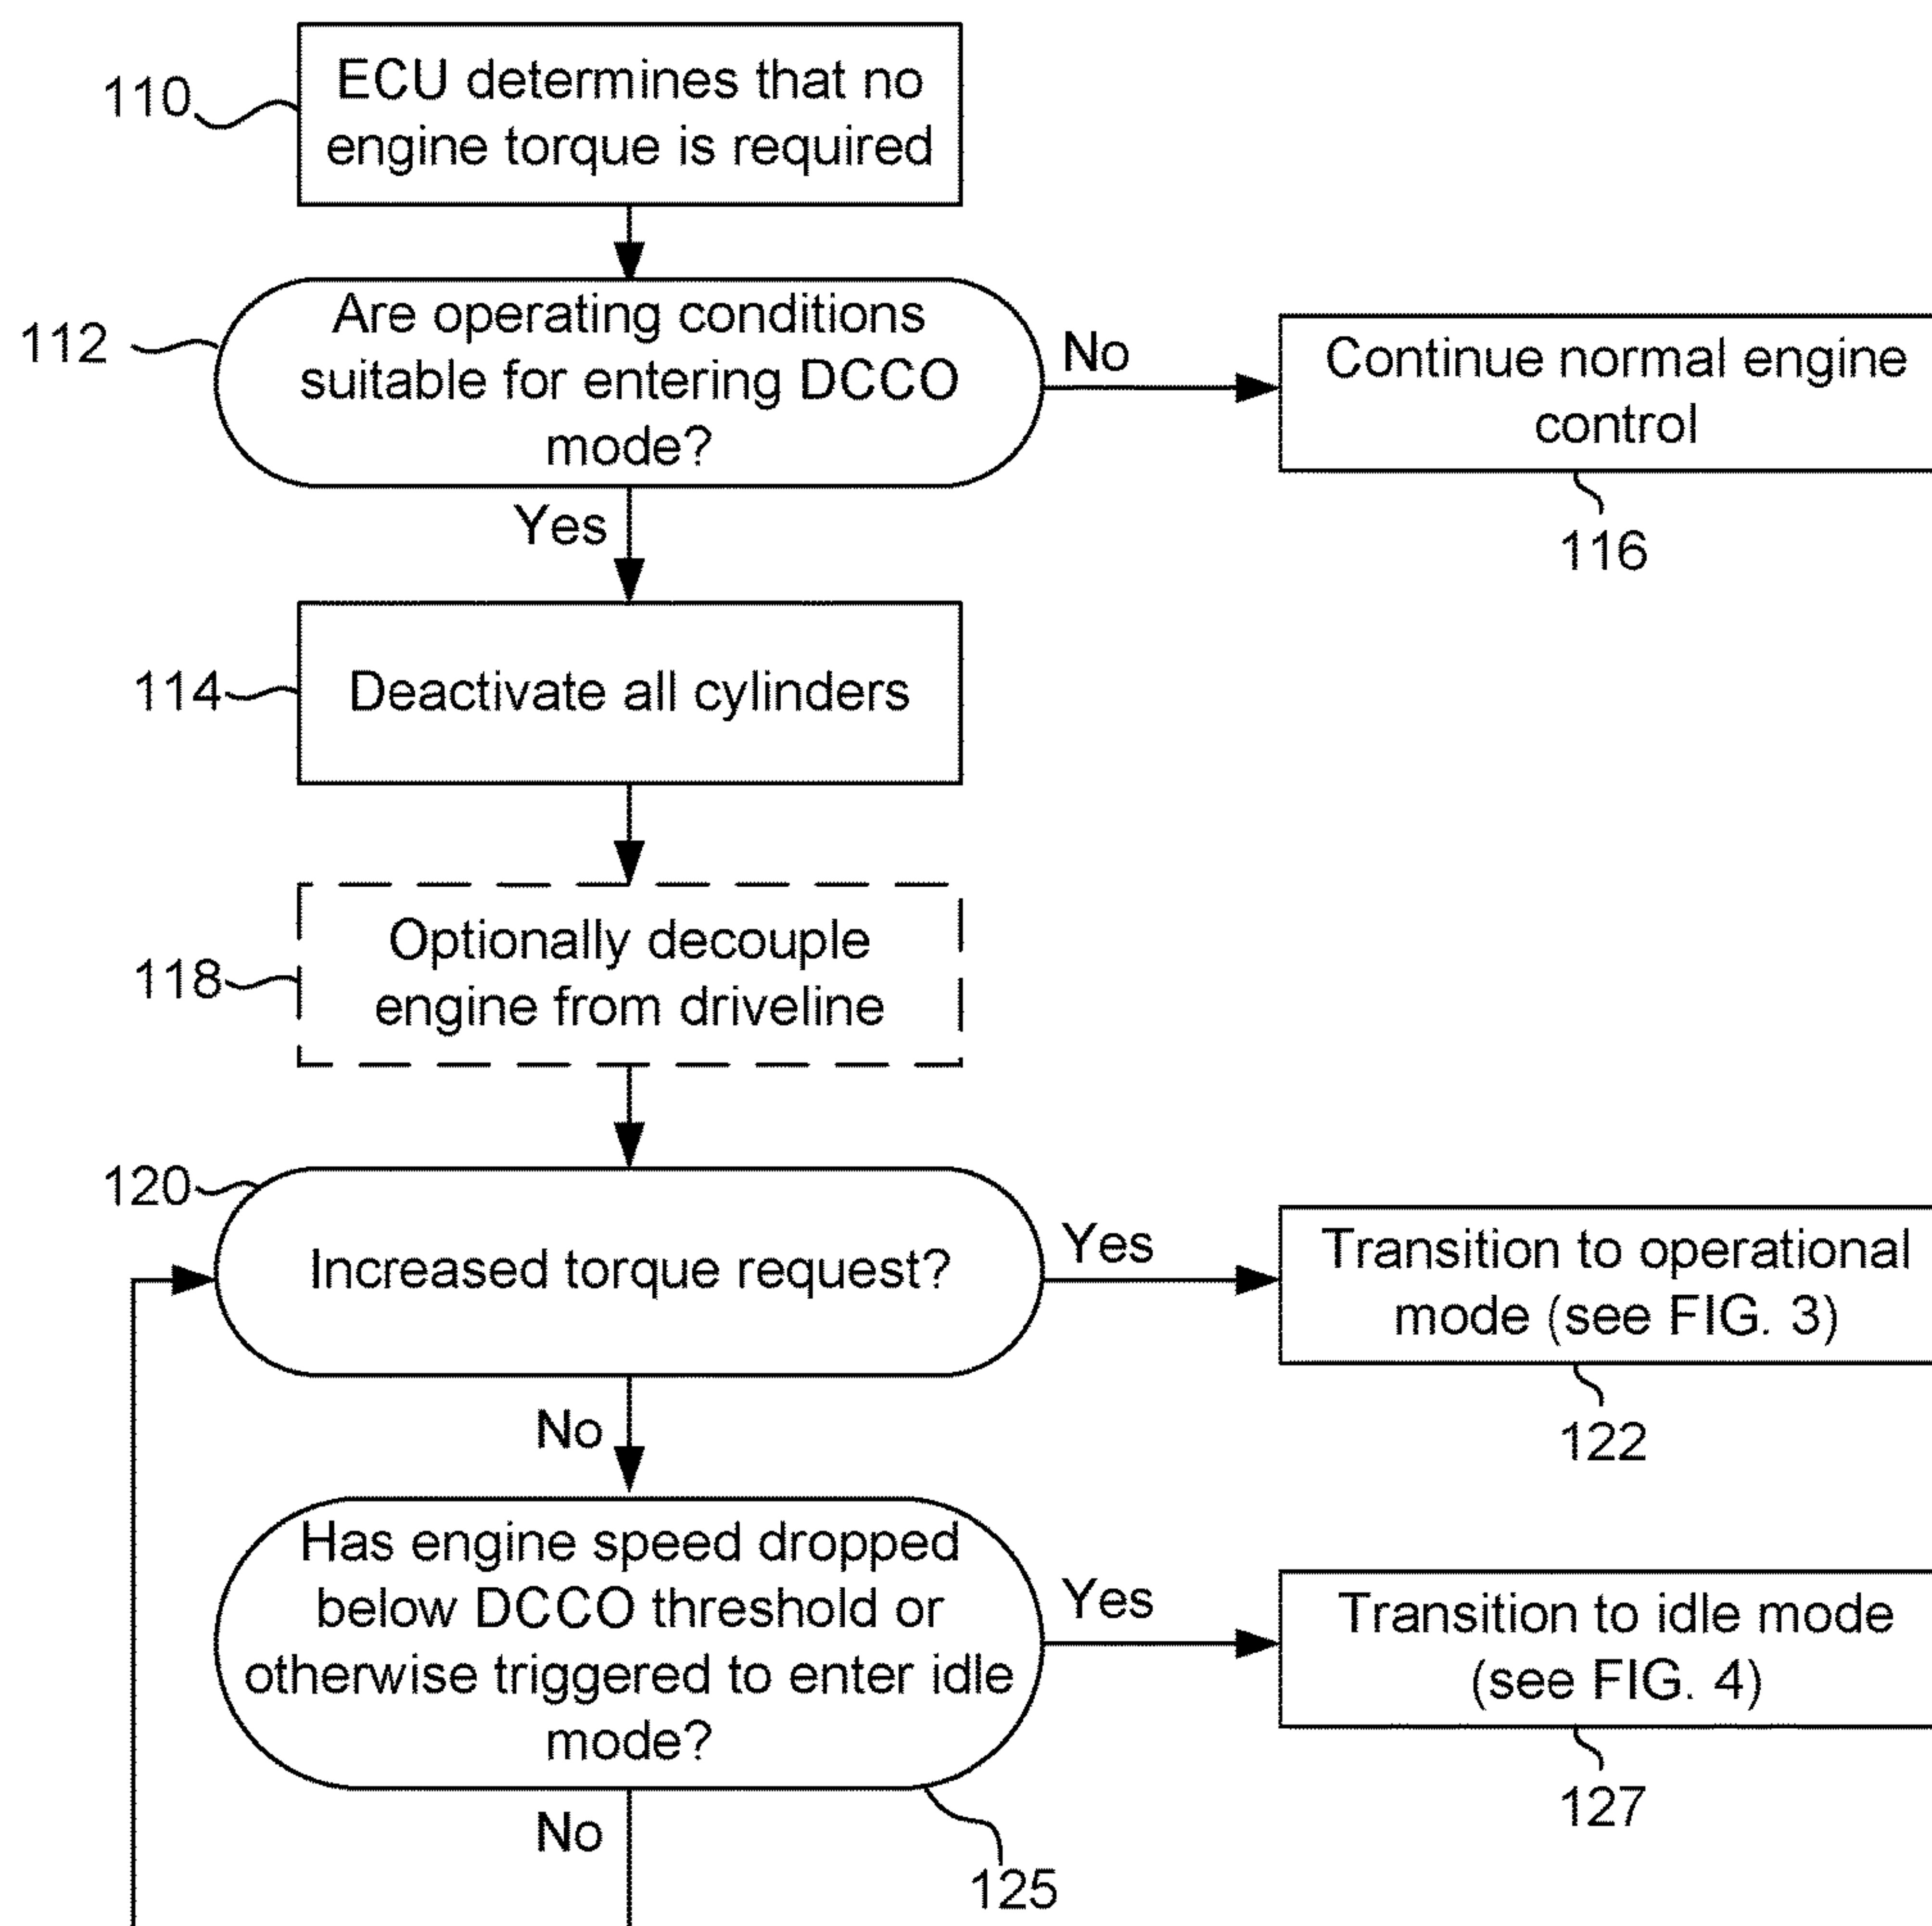 110
ECU determines that no
engine torque is required
112
Are operating conditions
suitable for entering DCCO
mode?
No
Continue normal engine
control
116
Yes
114
Deactivate all cylinders
118
Optionally decouple
engine from driveline
120
Increased torque request?
Yes
Transition to operational
mode (see FIG. 3)
122
No
Has engine speed dropped
below DCCO threshold or
otherwise triggered to enter idle
mode?
Yes
Transition to idle mode
(see FIG. 4)
127
No
125